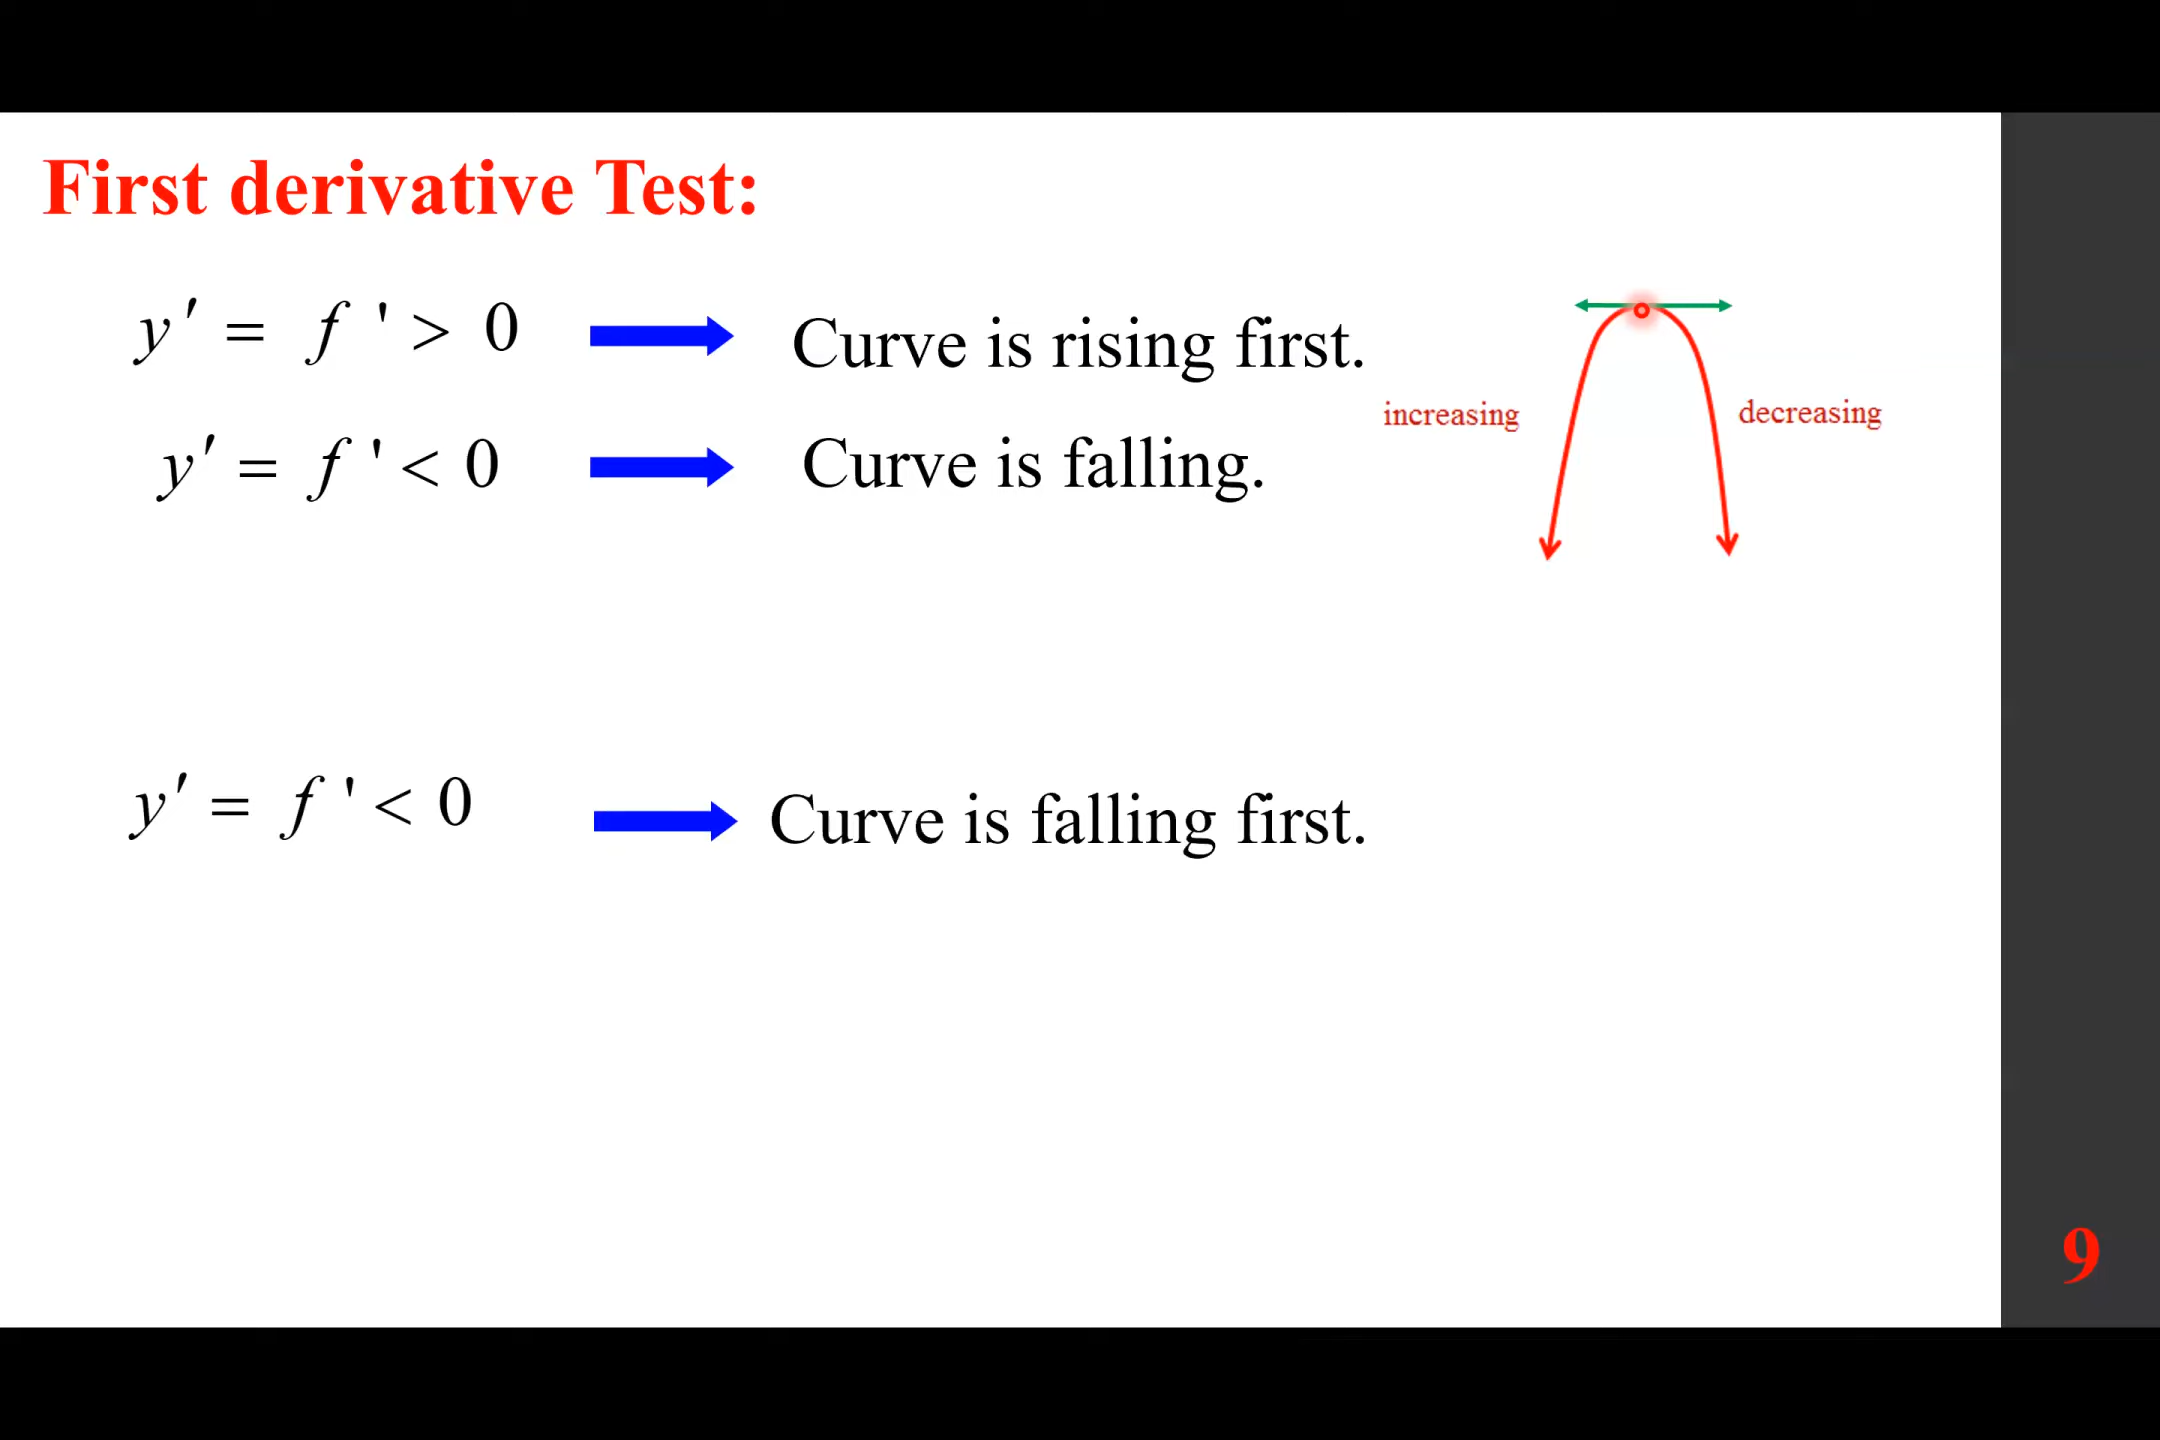 First derivative Test:
y′ = f ' > 0 Curve is rising first.
increasing decreasing
y′ = f ' < 0 Curve is falling.
y′ = f ' < 0 Curve is falling first.
9